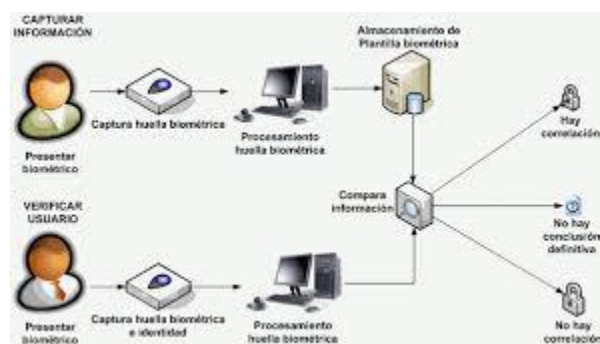 CAPTURAR
INFORMACIÓN
Presentar
biométrico
Captura huella biométrica
Procesamiento
huella biométrica
Almacenamiento de
Plantilla biométrica
Compara
información
Hay
correlación
No hay
conclusión
definitiva
No hay
correlación
VERIFICAR
USUARIO
Presentar
biométrico
Captura huella biométrica
e identidad
Procesamiento
huella biométrica